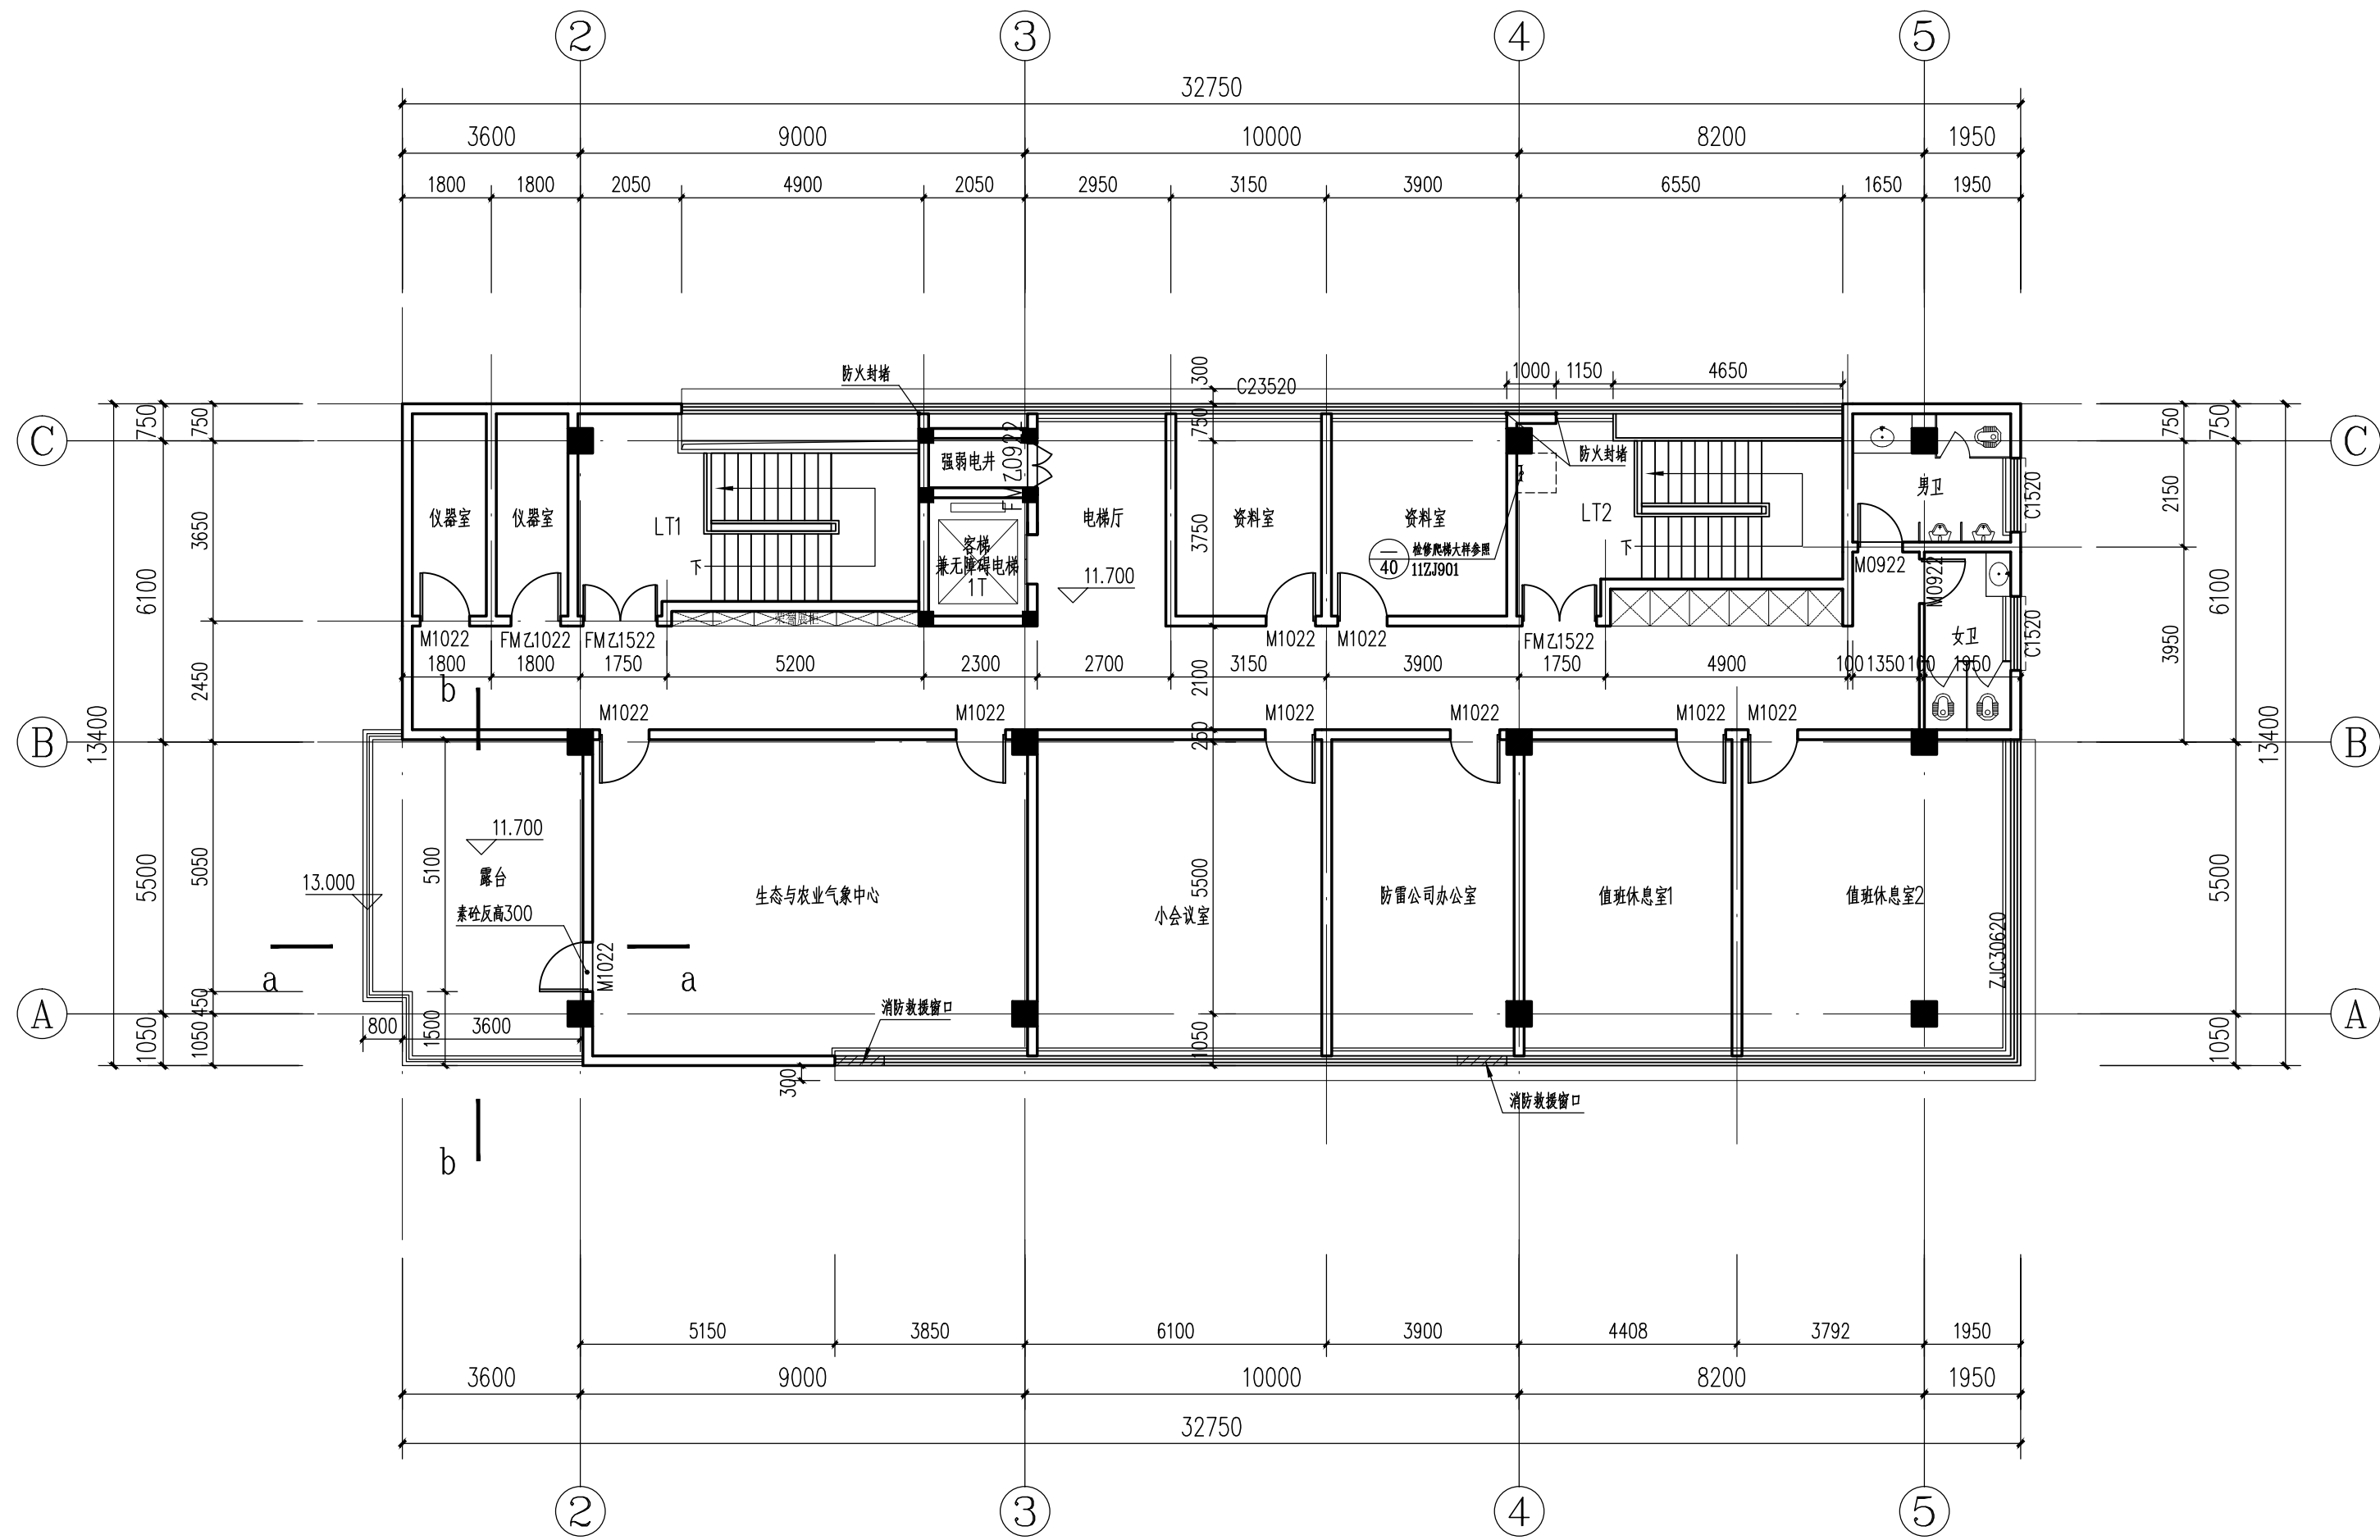 2 3 4 5
32750
3600 9000 10000 8200 1950
1800 1800 2050 4900 2050 2950 3150 3900 6550 1650 1950
防火封堵
300
C23520
1000 1150 4650
C
750
750
750
750
750
750
C
强弱电井
FM乙0922
防火封堵
男卫
C1520
仪器室
仪器室
LT1
电梯厅
资料室
资料室
LT2
3650
3750
2150
客梯
兼无障碍电梯
1T
下
下
一
40
检修爬梯大样参照
11ZJ901
11.700
M0922
M0922
6100
6100
女卫
C1520
M1022 FM乙1022 FM乙1522 M1022 M1022 FM乙1522
1800 1800 1750 5200 2300 2700 3150 3900 1750 4900 100 1350 100 1950
2450
2100
3950
b
M1022 M1022 M1022 M1022 M1022 M1022
B
13400
250
13400
B
11.700
露台
13.000
素砼反高300
5500
5050
5100
生态与农业气象中心
小会议室
5500
防雷公司办公室
值班休息室1
值班休息室2
ZJC30620
5500
a
M1022
a
消防救援窗口
A
450
A
800 3600
1050
1050
1500
1050
1050
300
消防救援窗口
b
5150 3850 6100 3900 4408 3792 1950
3600 9000 10000 8200 1950
32750
2 3 4 5